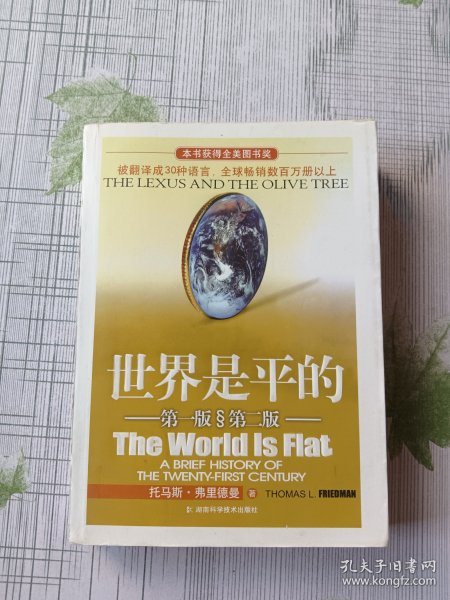 本书获得全美图书奖
被翻译成30种语言，全球畅销数百万册以上
THE LEXUS AND THE OLIVE TREE
世界是平的
第一版§第二版
The World Is Flat
A BRIEF HISTORY OF
THE TWENTY-FIRST CENTURY
托马斯·弗里德曼 著 THOMAS L. FRIEDMAN
湖南科学技术出版社
孔夫子旧书网
www.kongfz.com